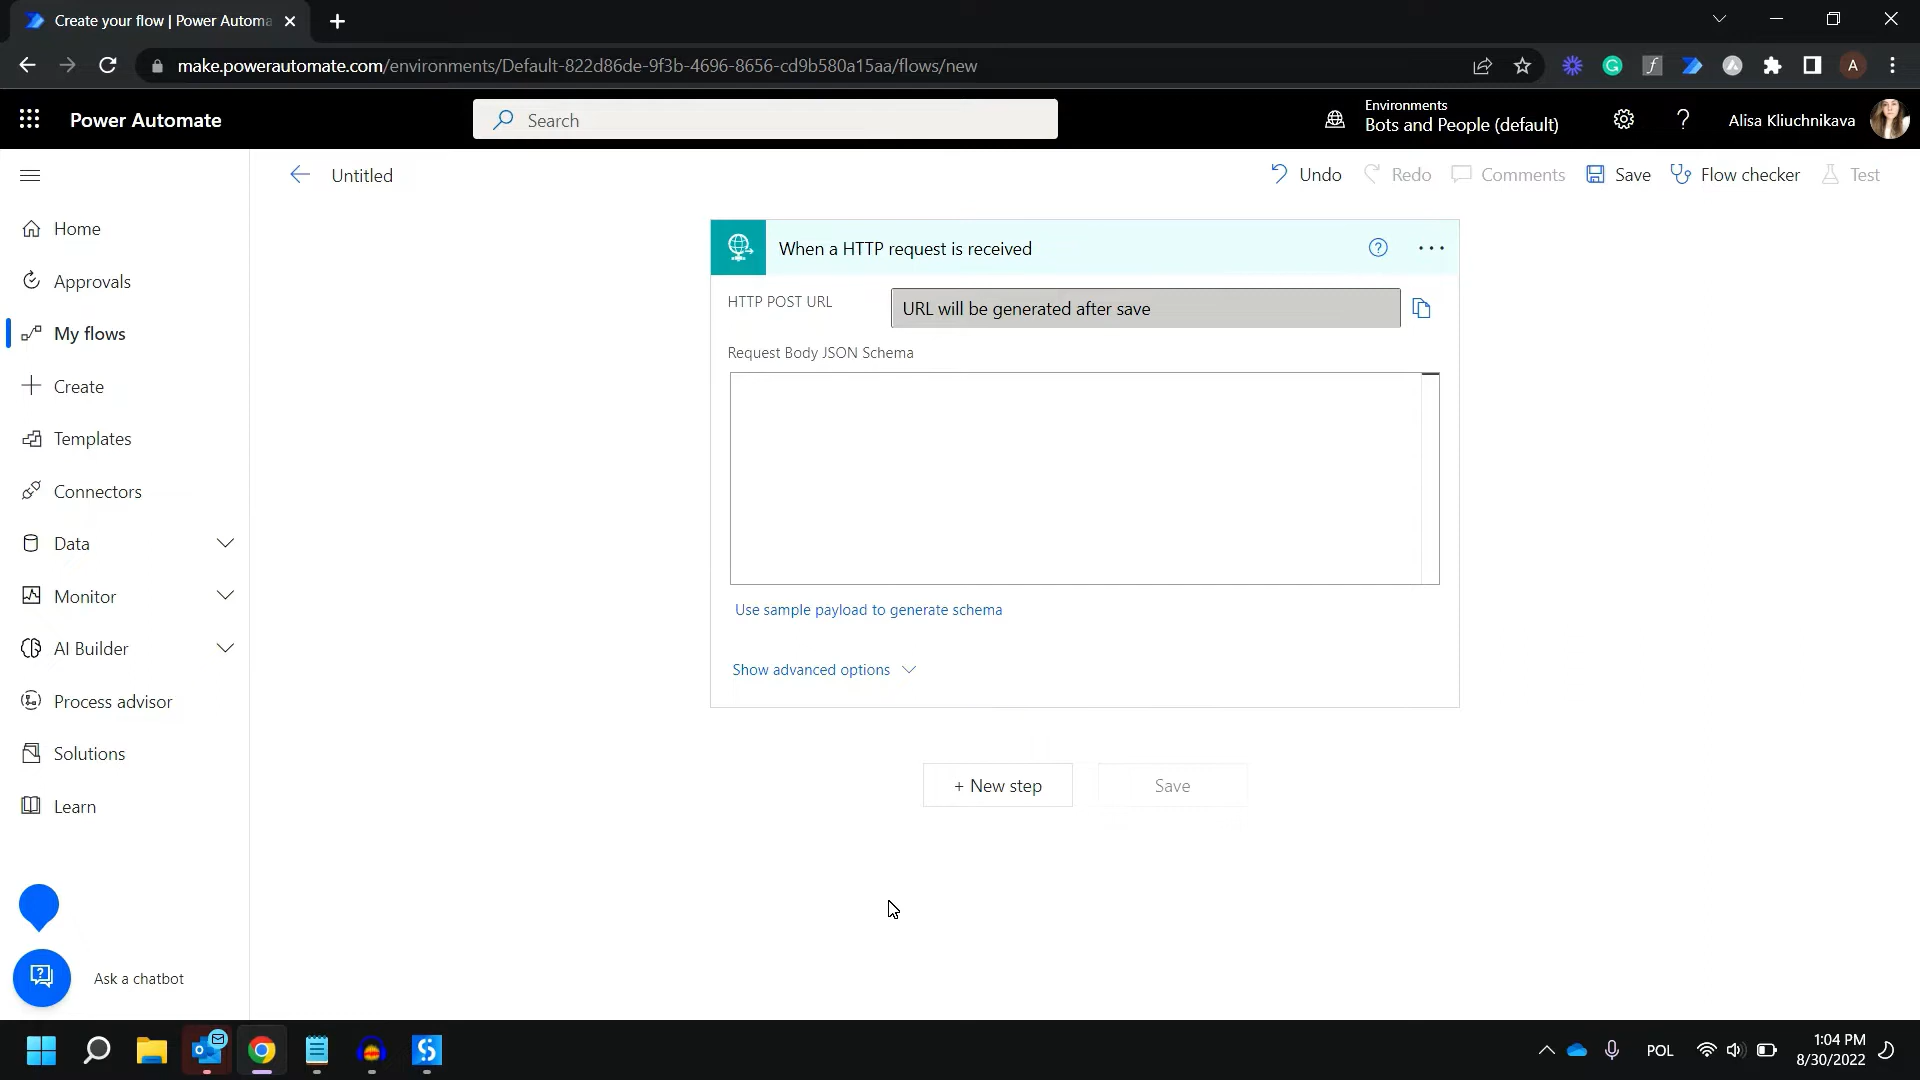 Create your flow | Power Automa
make.powerautomate.com/environments/Default-822d86de-9f3b-4696-8656-cd9b580a15aa/flows/new
A
Power Automate
Search
Environments
Bots and People (default)
Alisa Kliuchnikava
Untitled
Undo
Redo
Comments
Save
Flow checker
Test
Home
Approvals
My flows
Create
Templates
Connectors
Data
Monitor
AI Builder
Process advisor
Solutions
Learn
Ask a chatbot
When a HTTP request is received
HTTP POST URL
URL will be generated after save
Request Body JSON Schema
Use sample payload to generate schema
Show advanced options
+ New step
Save
POL
1:04 PM
8/30/2022